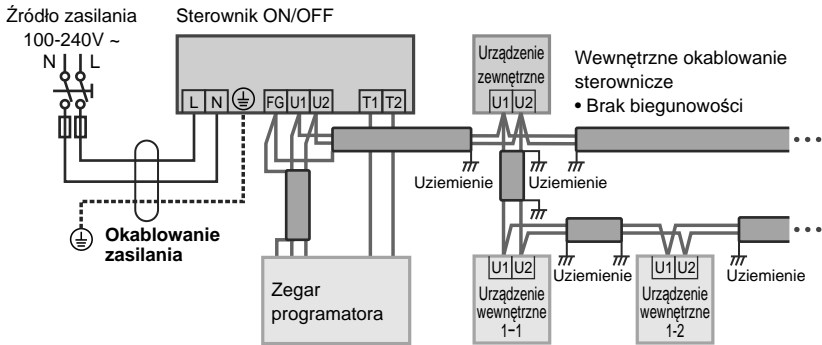 Źródło zasilania
100-240V ~
N L
Sterownik ON/OFF
L N FG U1 U2 T1 T2
Urządzenie
zewnętrzne
U1 U2
Wewnętrzne okablowanie
sterownicze
• Brak biegunowości
Uziemienie
Uziemienie
Okablowanie
zasilania
Zegar
programatora
U1 U2
Urządzenie
wewnętrzne
1−1
Uziemienie
U1 U2
Urządzenie
wewnętrzne
1-2
Uziemienie